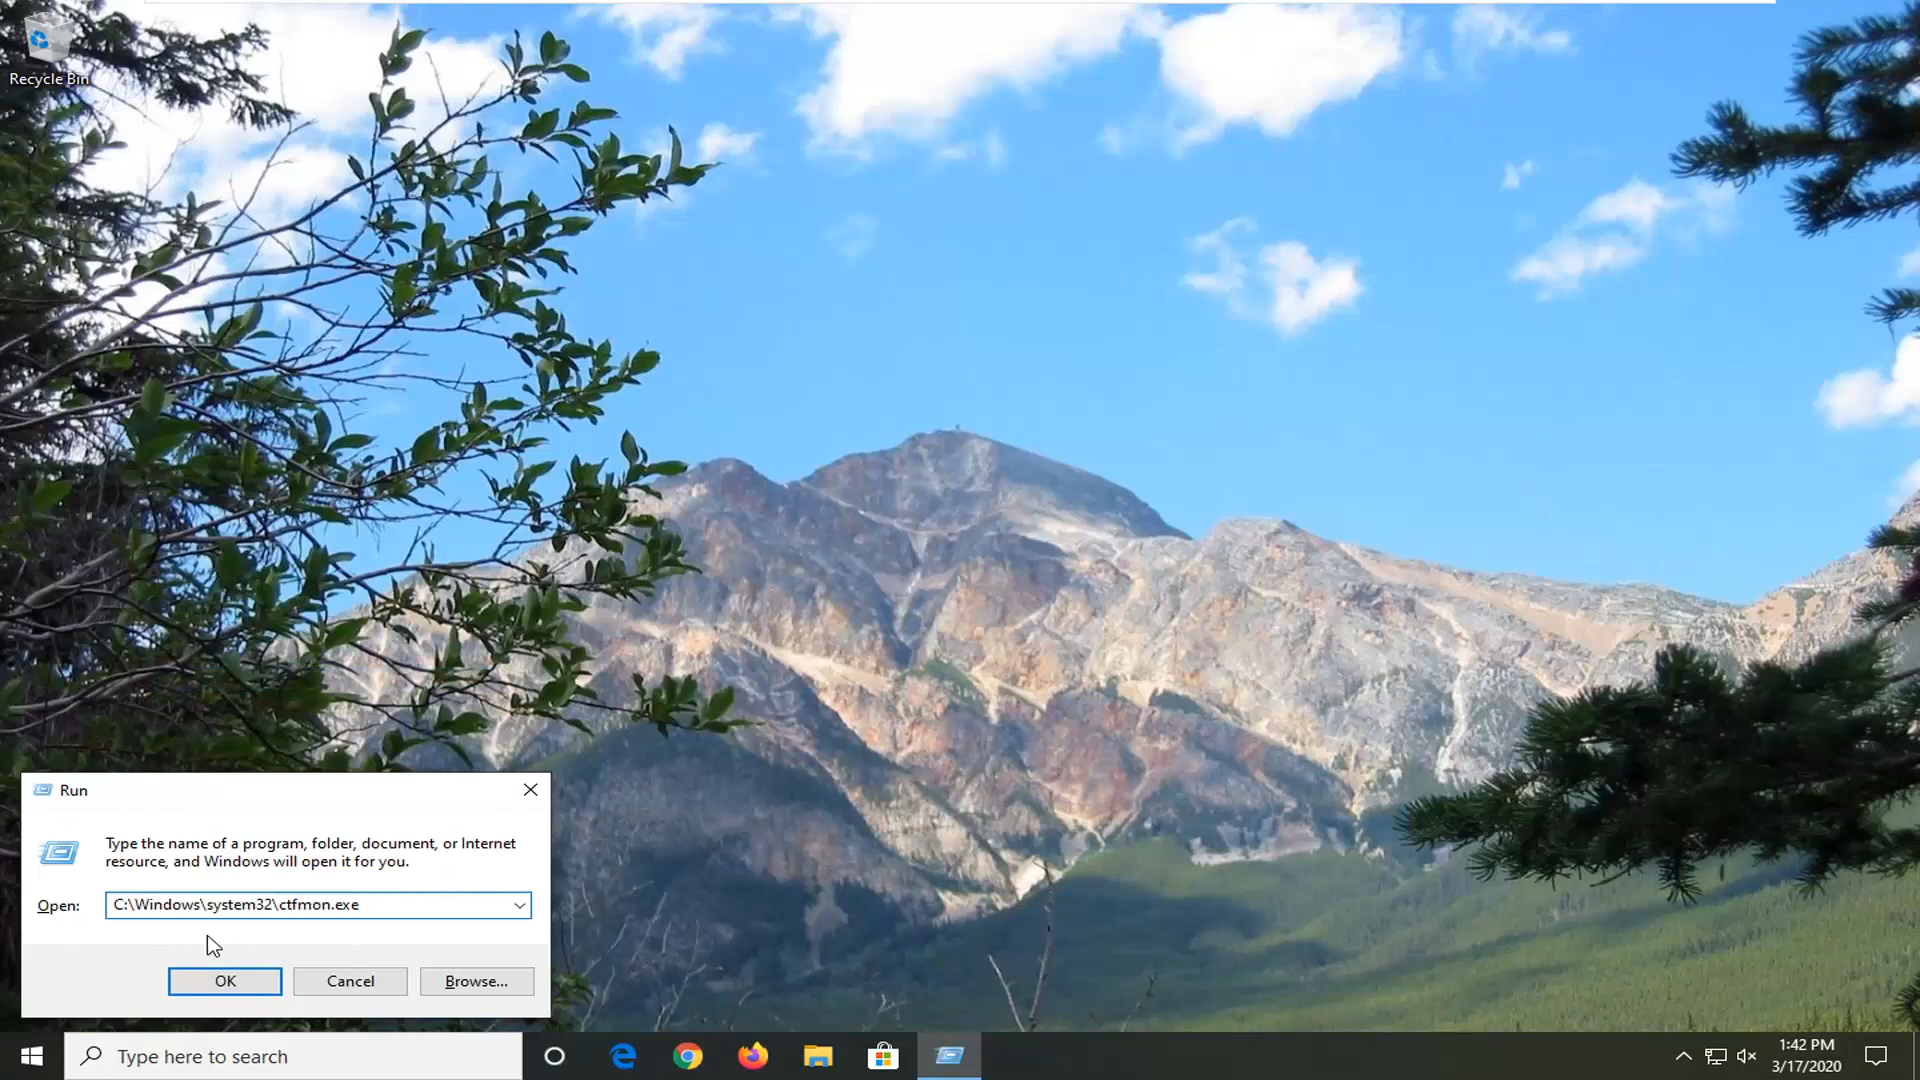 Recycle Bin
Run
Type the name of a program, folder, document, or Internet
resource, and Windows will open it for you.
Open: C:\Windows\system32\ctfmon.exe
OK Cancel Browse...
Type here to search
1:42 PM
3/17/2020